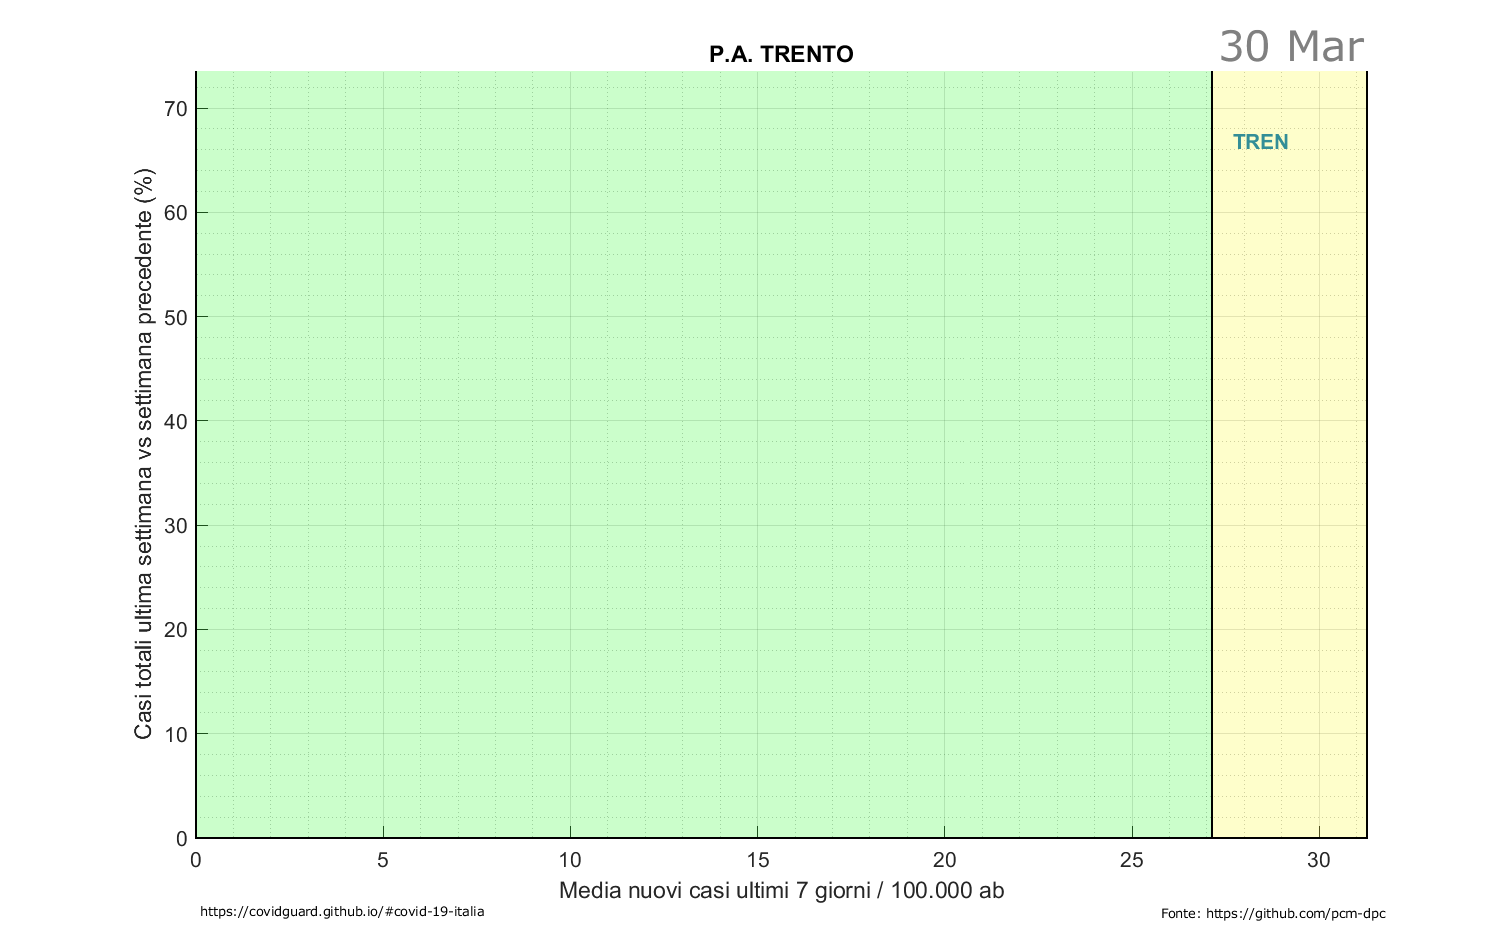 30 Mar
P.A. TRENTO
TREN
Casi totali ultima settimana vs settimana precedente (%)
70
60
50
40
30
20
10
0
0 5 10 15 20 25 30
Media nuovi casi ultimi 7 giorni / 100.000 ab
https://covidguard.github.io/#covid-19-italia
Fonte: https://github.com/pcm-dpc